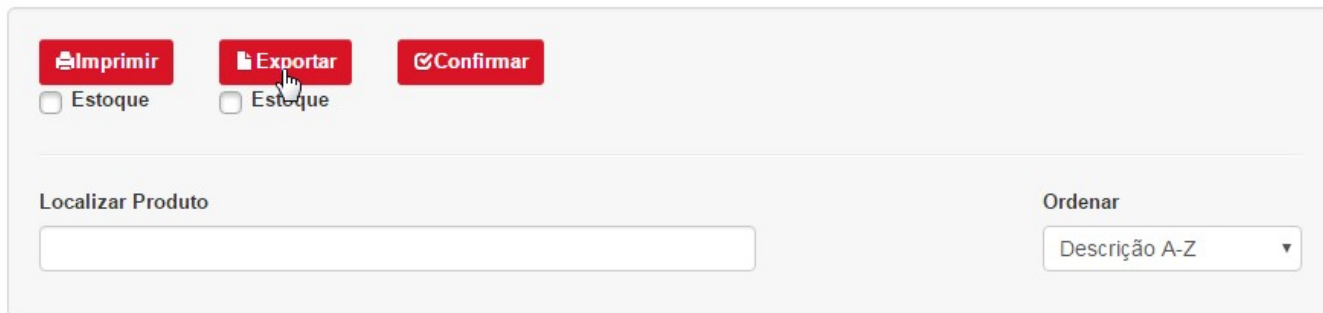 Imprimir Exportar Confirmar
Estoque Estoque
Localizar Produto Ordenar
Descrição A-Z